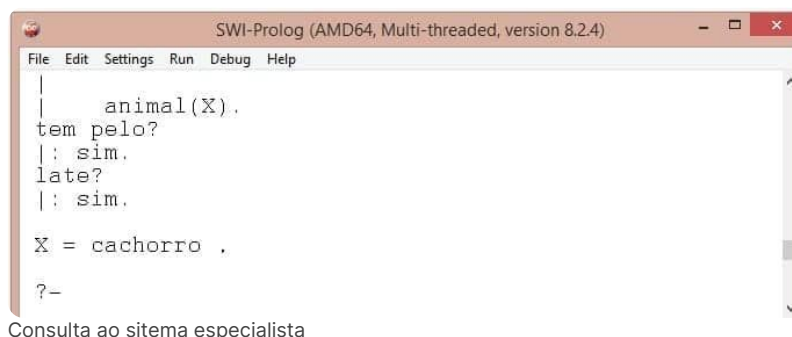 SWI-Prolog (AMD64, Multi-threaded, version 8.2.4)
File Edit Settings Run Debug Help
|
| animal(X).
tem pelo?
|: sim.
late?
|: sim.
X = cachorro .
?-
Consulta ao sitema especialista